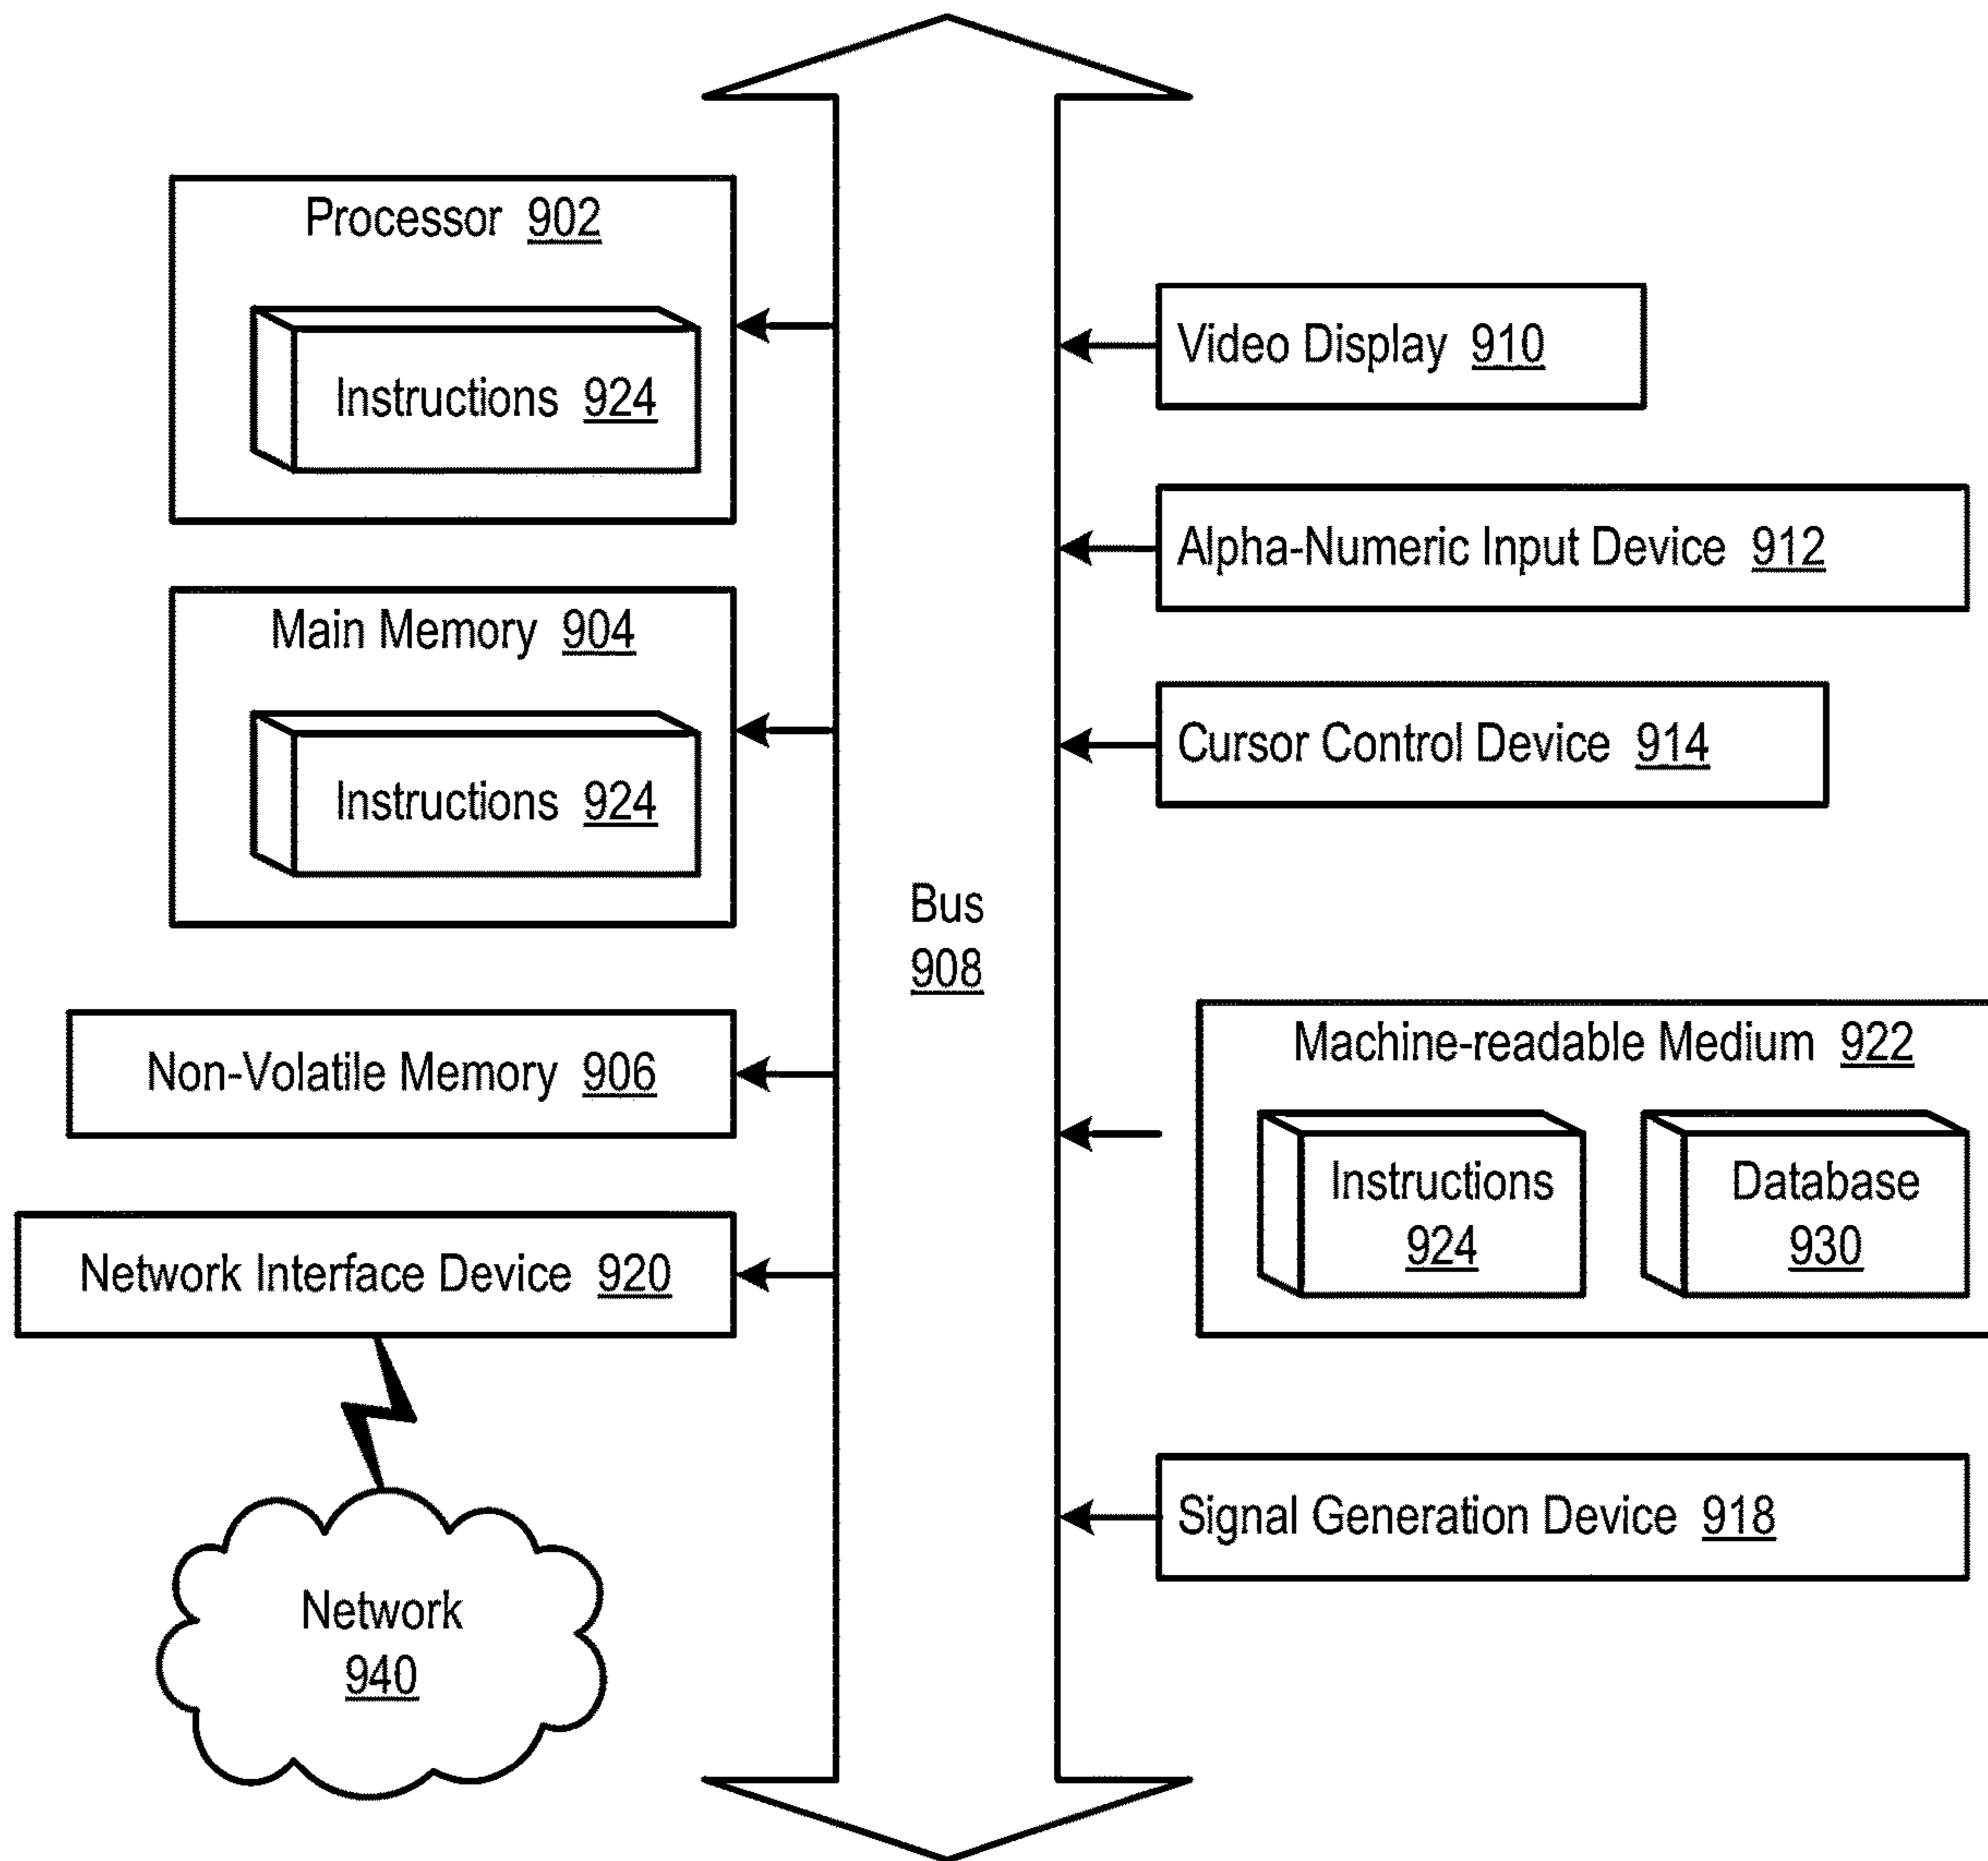 Processor 902
Instructions 924
Main Memory 904
Instructions 924
Non-Volatile Memory 906
Network Interface Device 920
Network
940
Bus
908
Video Display 910
Alpha-Numeric Input Device 912
Cursor Control Device 914
Machine-readable Medium 922
Instructions
924
Database
930
Signal Generation Device 918